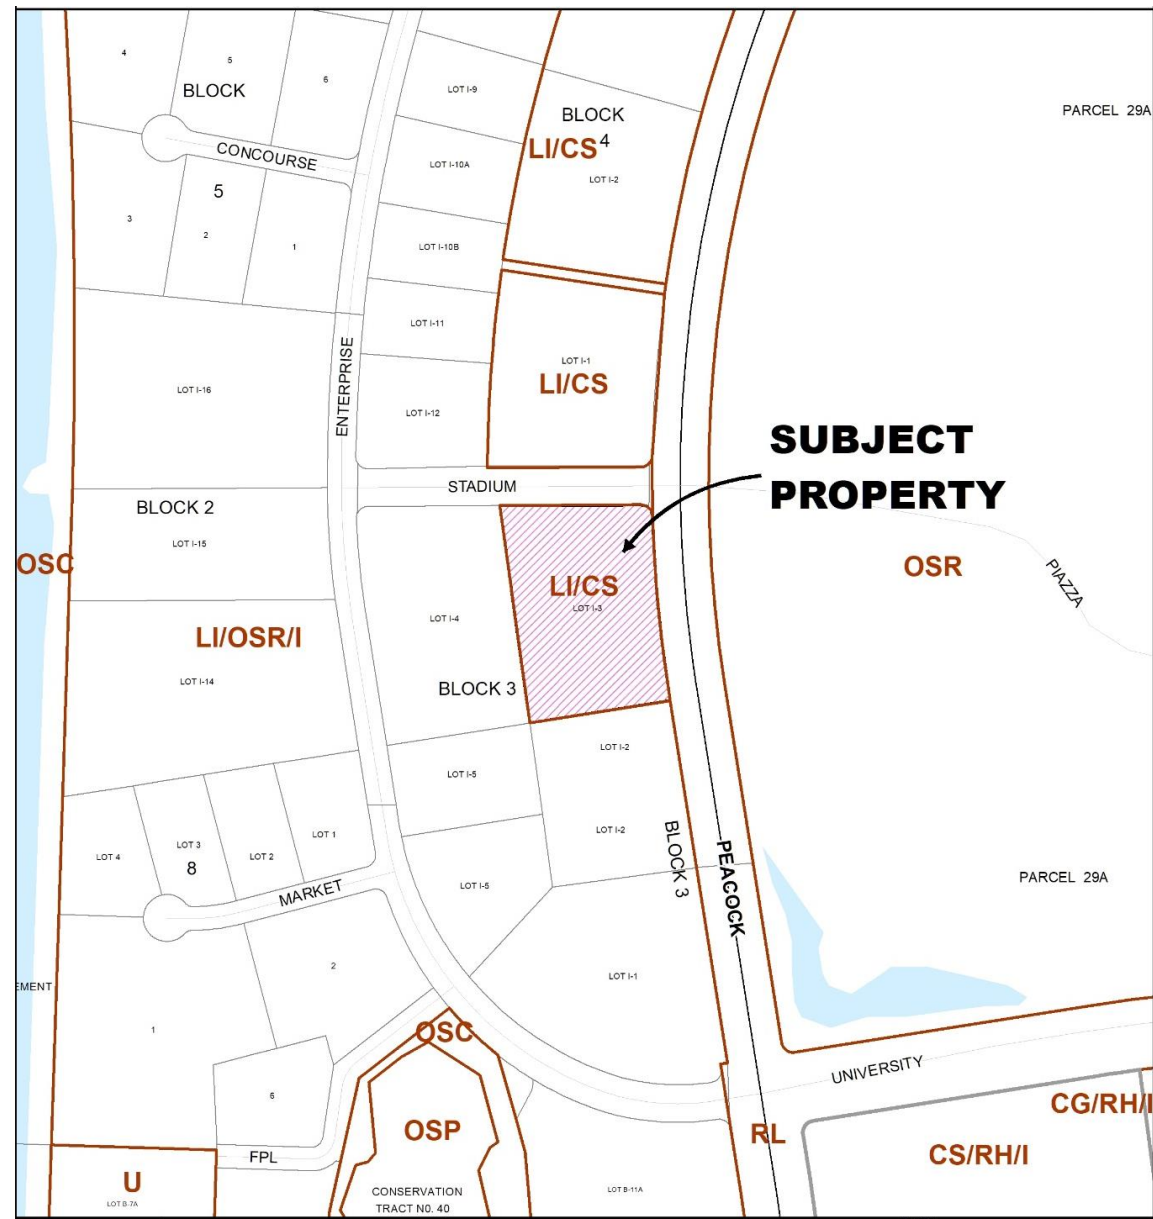 4
5
BLOCK
6
LOT I-9
BLOCK
4
LI/CS
PARCEL 29A
CONCOURSE
LOT I-10A
LOT I-2
5
3
2
1
LOT I-10B
LOT I-11
ENTERPRISE
LOT I-1
LI/CS
LOT I-16
LOT I-12
SUBJECT
PROPERTY
STADIUM
BLOCK 2
LOT I-15
OSC
LI/CS
LOT I-3
OSR
PIAZZA
LI/OSR/I
LOT I-4
LOT I-14
BLOCK 3
LOT I-2
LOT I-5
LOT I-2
BLOCK 3
PEACOCK
LOT 4
LOT 3
8
LOT 2
LOT 1
MARKET
LOT I-5
PARCEL 29A
2
LOT I-1
EMENT
1
OSC
UNIVERSITY
6
OSP
RL
CG/RH/I
CS/RH/I
FPL
U
LOT B-7A
CONSERVATION
TRACT N0. 40
LOT B-11A